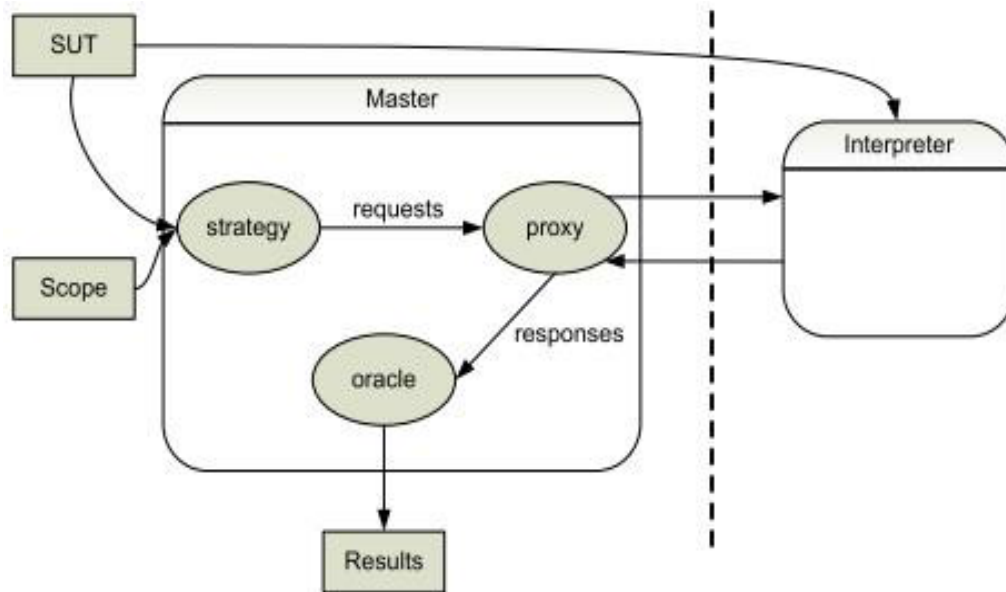 SUT
Master
Interpreter
strategy
requests
proxy
Scope
responses
oracle
Results